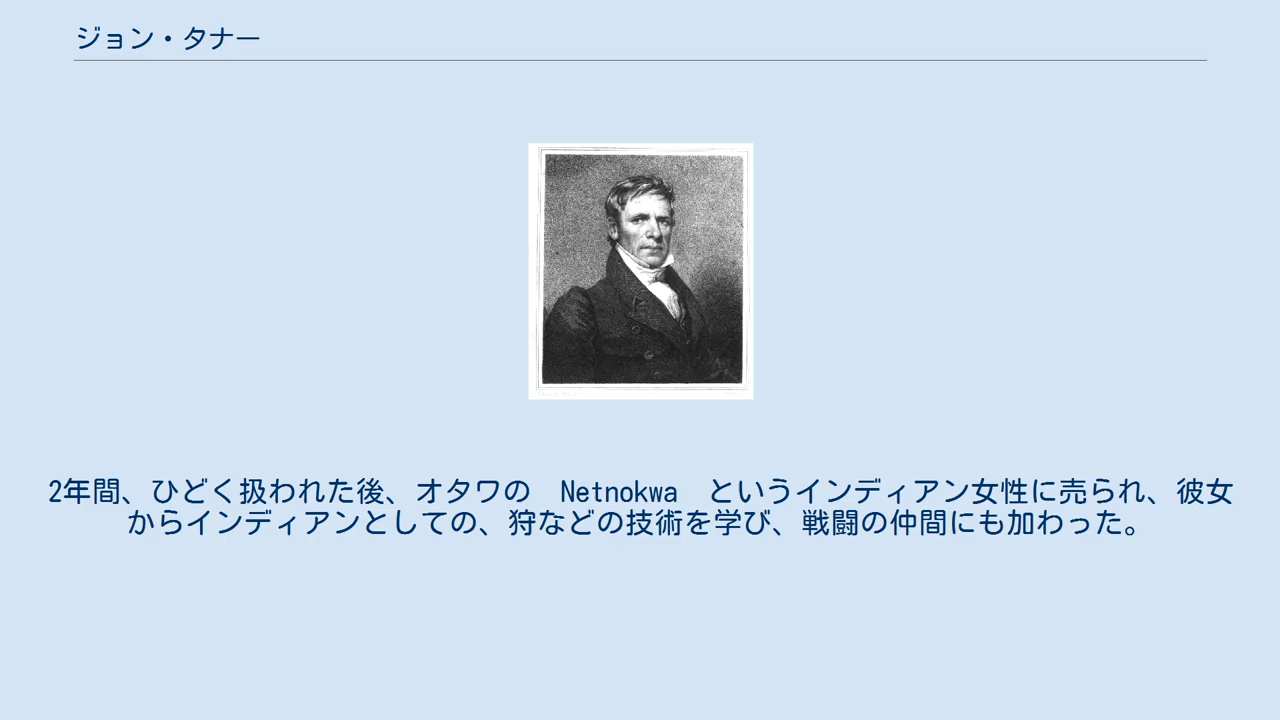 ジョン・タナー
2年間、ひどく扱われた後、オタワの　Netnokwa　というインディアン女性に売られ、彼女
からインディアンとしての、狩などの技術を学び、戦闘の仲間にも加わった。